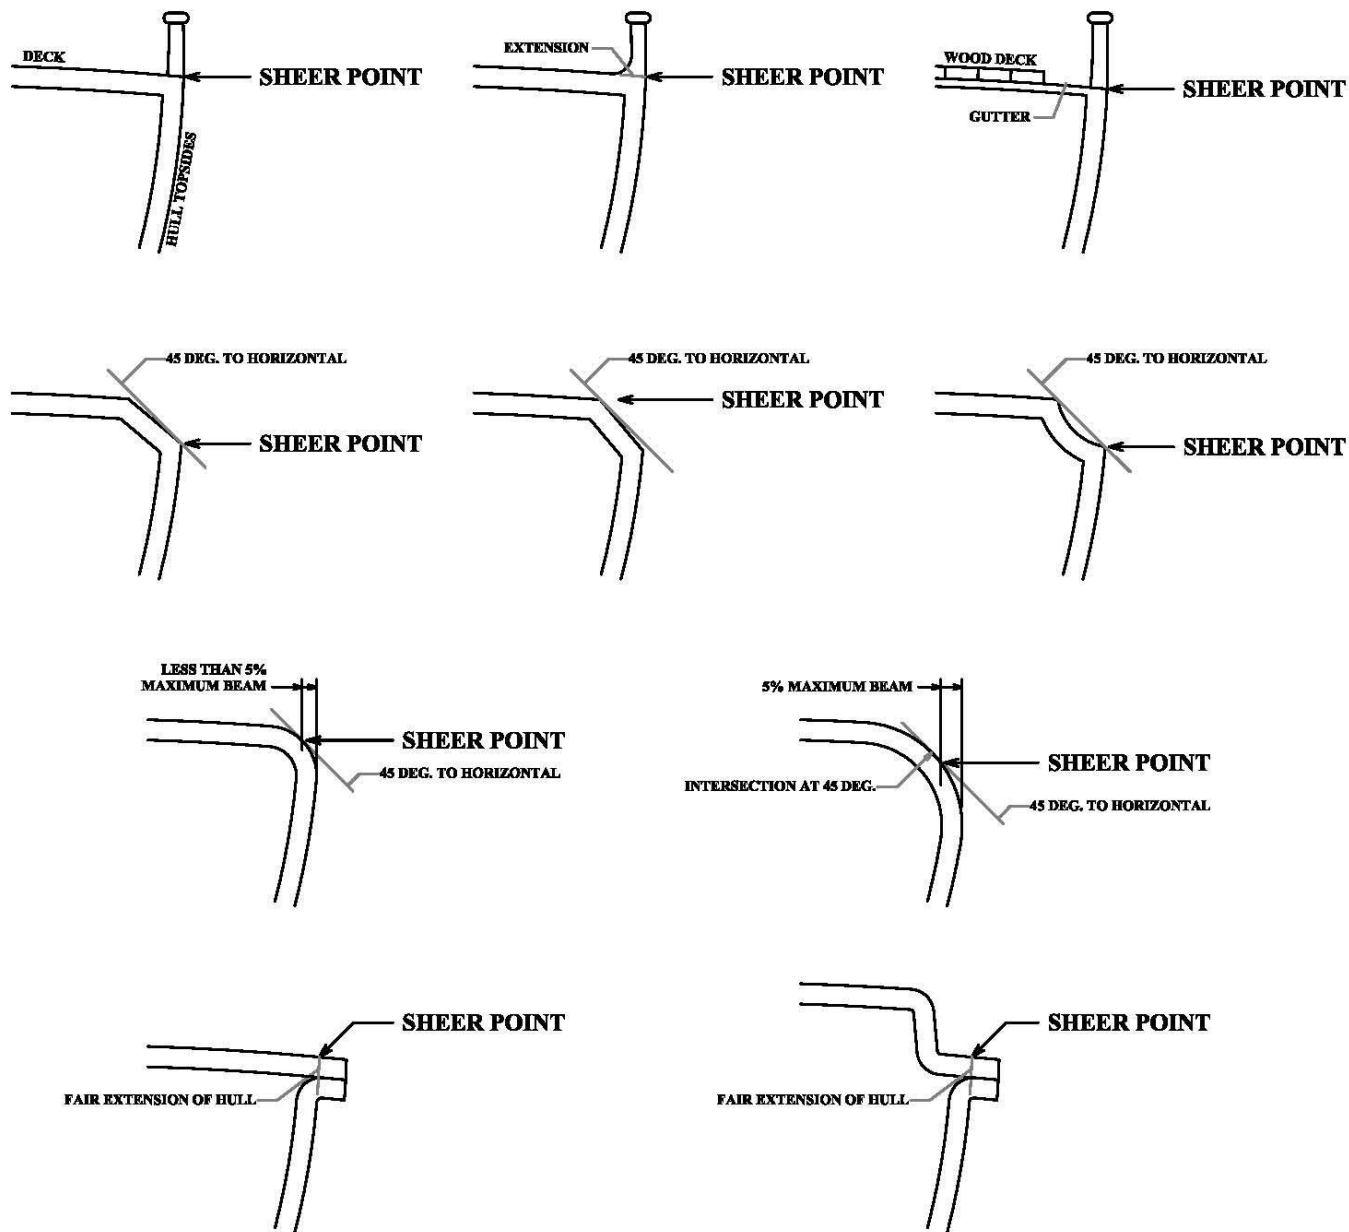 DECK
SHEER POINT
HULL TOPSIDES
EXTENSION
SHEER POINT
WOOD DECK
SHEER POINT
GUTTER
45 DEG. TO HORIZONTAL
SHEER POINT
45 DEG. TO HORIZONTAL
SHEER POINT
45 DEG. TO HORIZONTAL
SHEER POINT
LESS THAN 5%
MAXIMUM BEAM
SHEER POINT
45 DEG. TO HORIZONTAL
5% MAXIMUM BEAM
SHEER POINT
INTERSECTION AT 45 DEG.
45 DEG. TO HORIZONTAL
SHEER POINT
FAIR EXTENSION OF HULL
SHEER POINT
FAIR EXTENSION OF HULL